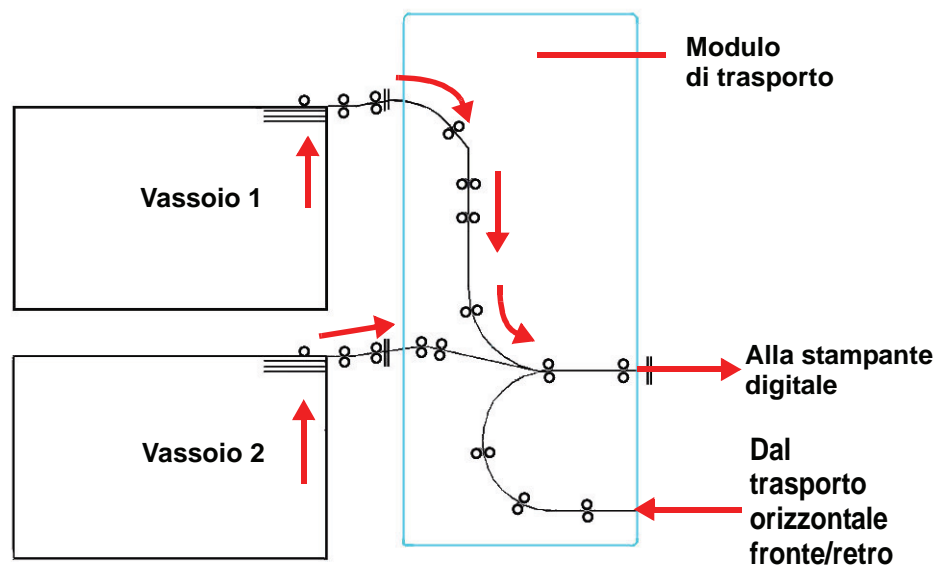 Modulo
di trasporto
Vassoio 1
Alla stampante
digitale
Vassoio 2
Dal
trasporto
orizzontale
fronte/retro